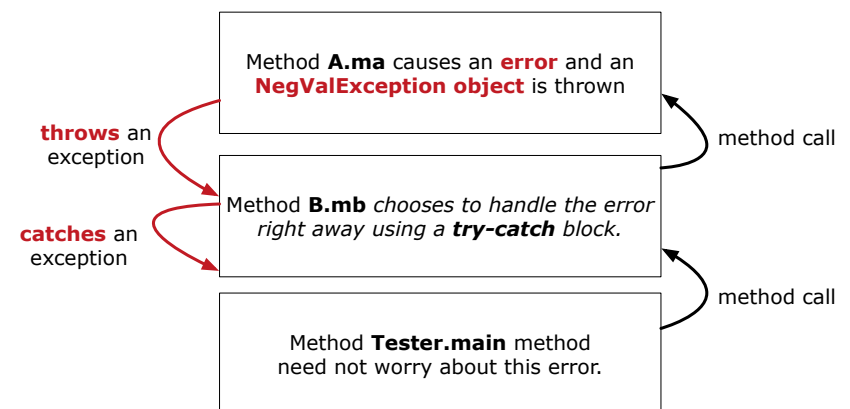 Method A.ma causes an error and an
NegValException object is thrown
throws an
exception
method call
Method B.mb chooses to handle the error
right away using a try-catch block.
catches an
exception
method call
Method Tester.main method
need not worry about this error.